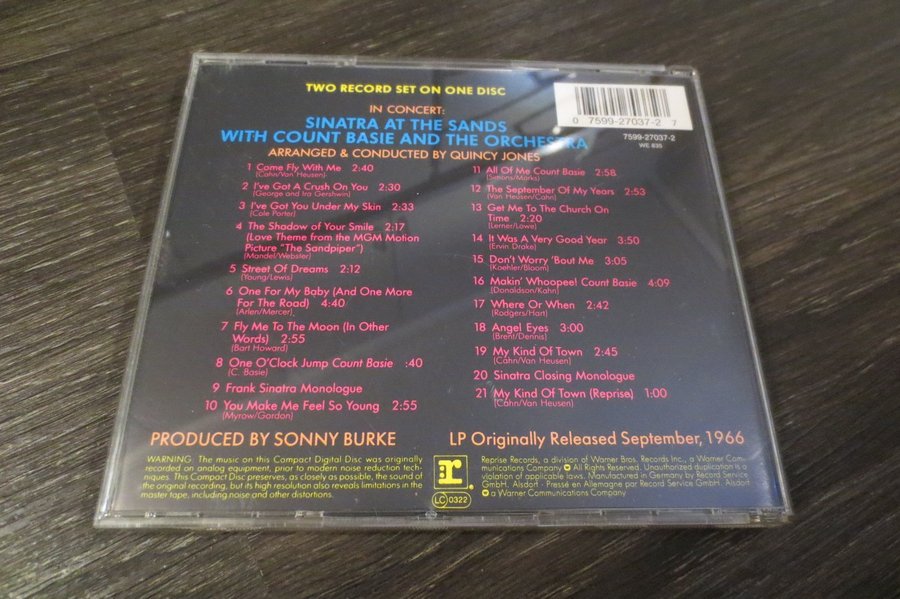 TWO RECORD SET ON ONE DISC
IN CONCERT:
SINATRA AT THE SANDS
WITH COUNT BASIE AND THE ORCHESTRA
ARRANGED & CONDUCTED BY QUINCY JONES
0 7599-27037-2 7
7599-27037-2
WE 835
1 Come Fly With Me 2:40
(Cahn/Van Heusen)
2 I've Got A Crush On You 2:30
(George and Ira Gershwin)
3 I've Got You Under My Skin 2:33
(Cole Porter)
4 The Shadow of Your Smile 2:17
(Love Theme from the MGM Motion
Picture "The Sandpiper")
(Mandel/Webster)
5 Street Of Dreams 2:12
(Young/Lewis)
6 One For My Baby (And One More
For The Road) 4:40
(Arlen/Mercer)
7 Fly Me To The Moon (In Other
Words) 2:55
(Bart Howard)
8 One O'Clock Jump Count Basie :40
(C. Basie)
9 Frank Sinatra Monologue
10 You Make Me Feel So Young 2:55
(Myrow/Gordon)
11 All Of Me Count Basie 2:58
(Simons/Marks)
12 The September Of My Years 2:53
(Van Heusen/Cahn)
13 Get Me To The Church On
Time 2:20
(Lerner/Lowe)
14 It Was A Very Good Year 3:50
(Ervin Drake)
15 Don't Worry 'Bout Me 3:05
(Koehler/Bloom)
16 Makin' Whoopee! Count Basie 4:09
(Donaldson/Kahn)
17 Where Or When 2:42
(Rodgers/Hart)
18 Angel Eyes 3:00
(Brent/Dennis)
19 My Kind Of Town 2:45
(Cahn/Van Heusen)
20 Sinatra Closing Monologue
21 My Kind Of Town (Reprise) 1:00
(Cahn/Van Heusen)
PRODUCED BY SONNY BURKE
LP Originally Released September, 1966
WARNING: The music on this Compact Digital Disc was originally
recorded on analog equipment, prior to modern noise reduction tech-
niques. This Compact Disc preserves, as closely as possible, the sound of
the original recording, but its high resolution also reveals limitations in the
master tape, including noise and other distortions.
r
LC 0322
Reprise Records, a division of Warner Bros. Records Inc., a Warner Com-
munications Company All Rights Reserved. Unauthorized duplication is a
violation of applicable laws. Manufactured in Germany by Record Service
GmbH, Alsdorf · Pressé en Allemagne par Record Service GmbH, Alsdorf
a Warner Communications Company